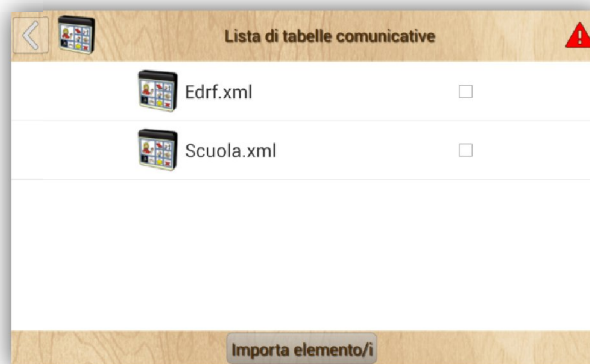 Lista di tabelle comunicative
Edrf.xml
Scuola.xml
Importa elemento/i